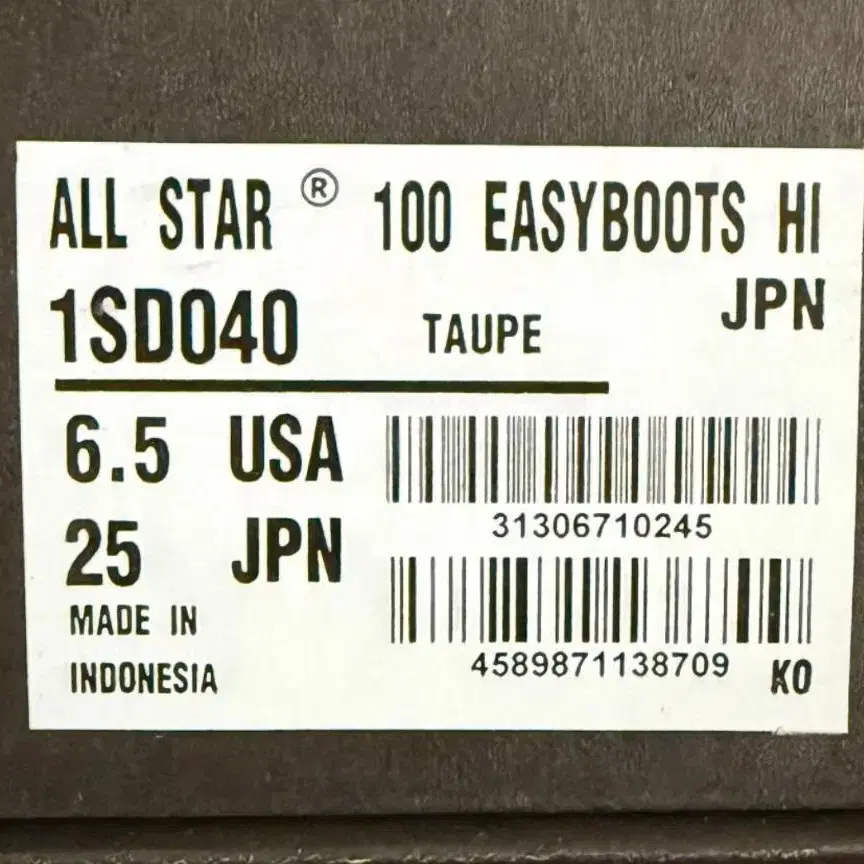 ALL STAR ® 100 EASYBOOTS HI
1SD040 TAUPE JPN
6.5 USA
31306710245
25 JPN
MADE IN
INDONESIA
4589871138709 KO